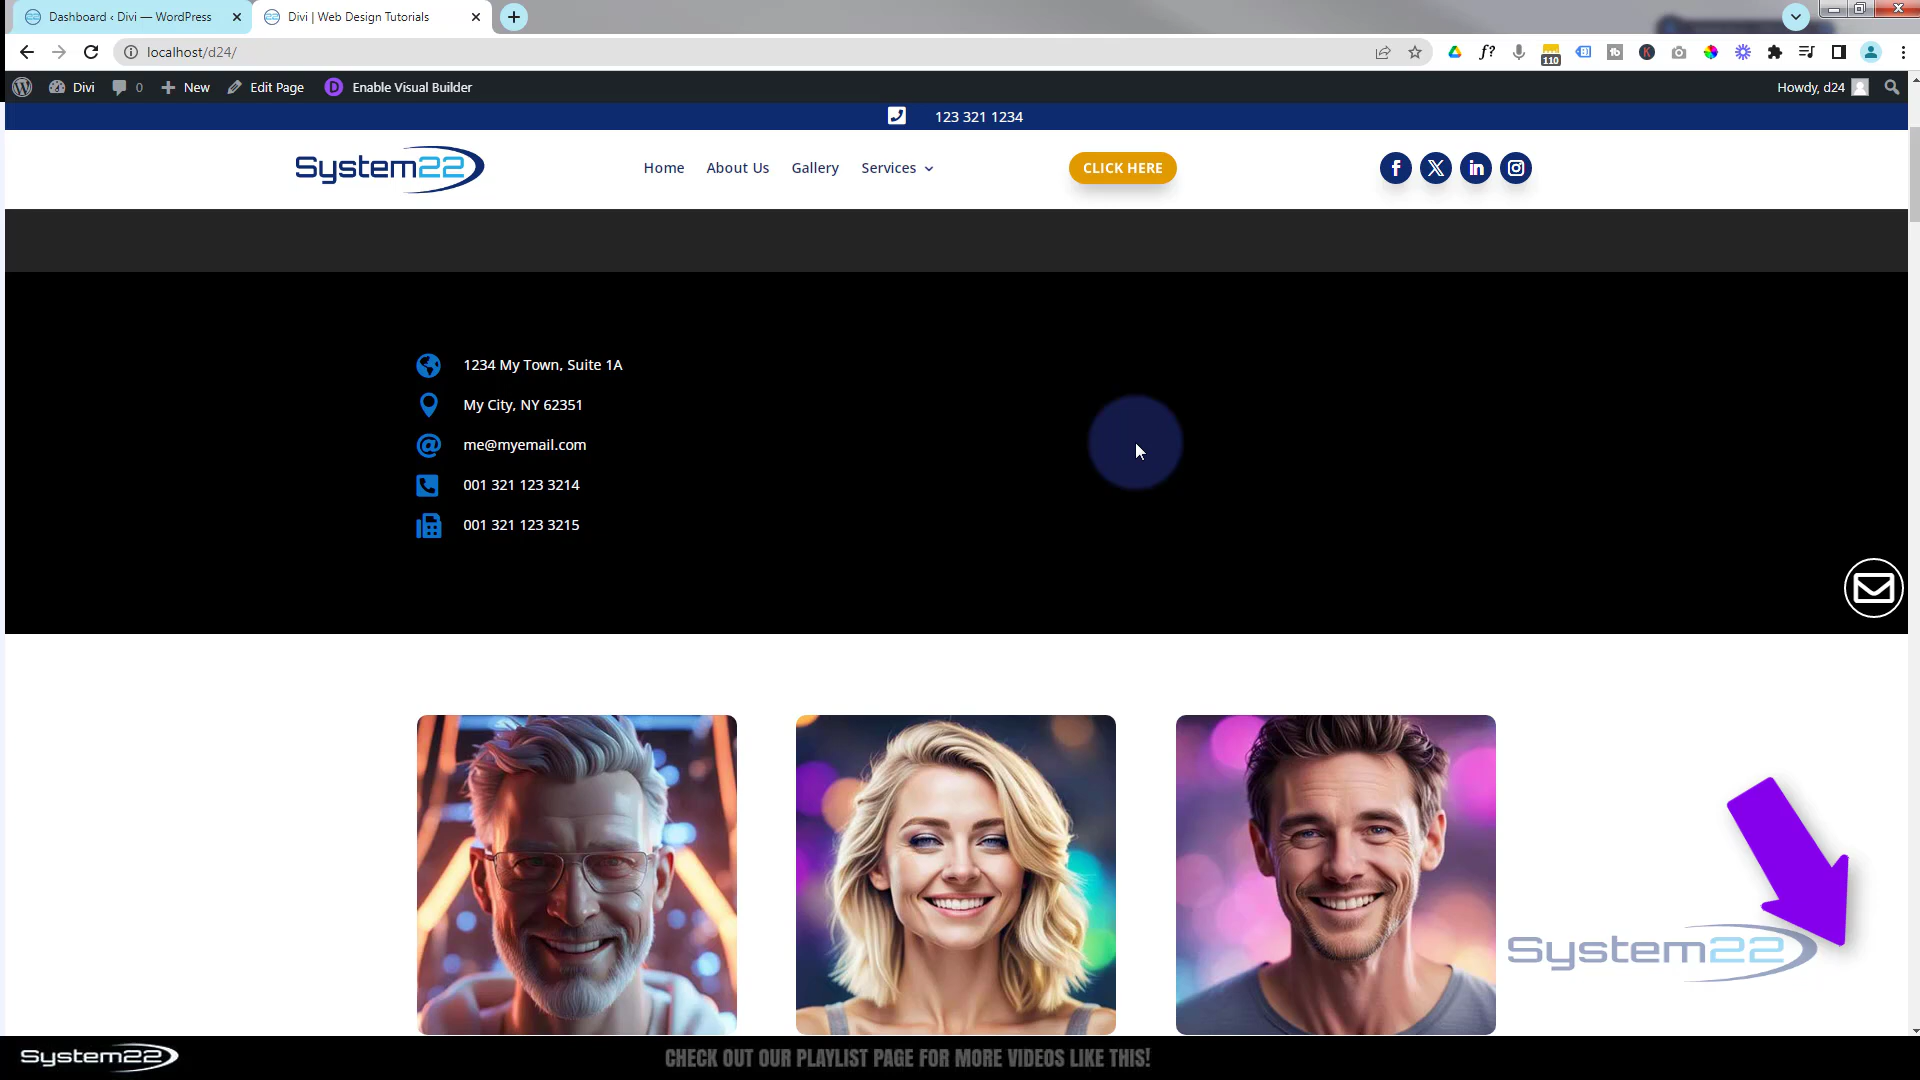 Dashboard ‹ Divi — WordPress
Divi | Web Design Tutorials
localhost/d24/
110
Divi
0
New
Edit Page
Enable Visual Builder
Howdy, d24
123 321 1234
System22
Home
About Us
Gallery
Services
CLICK HERE
1234 My Town, Suite 1A
My City, NY 62351
me@myemail.com
001 321 123 3214
001 321 123 3215
System22
System22
CHECK OUT OUR PLAYLIST PAGE FOR MORE VIDEOS LIKE THIS!